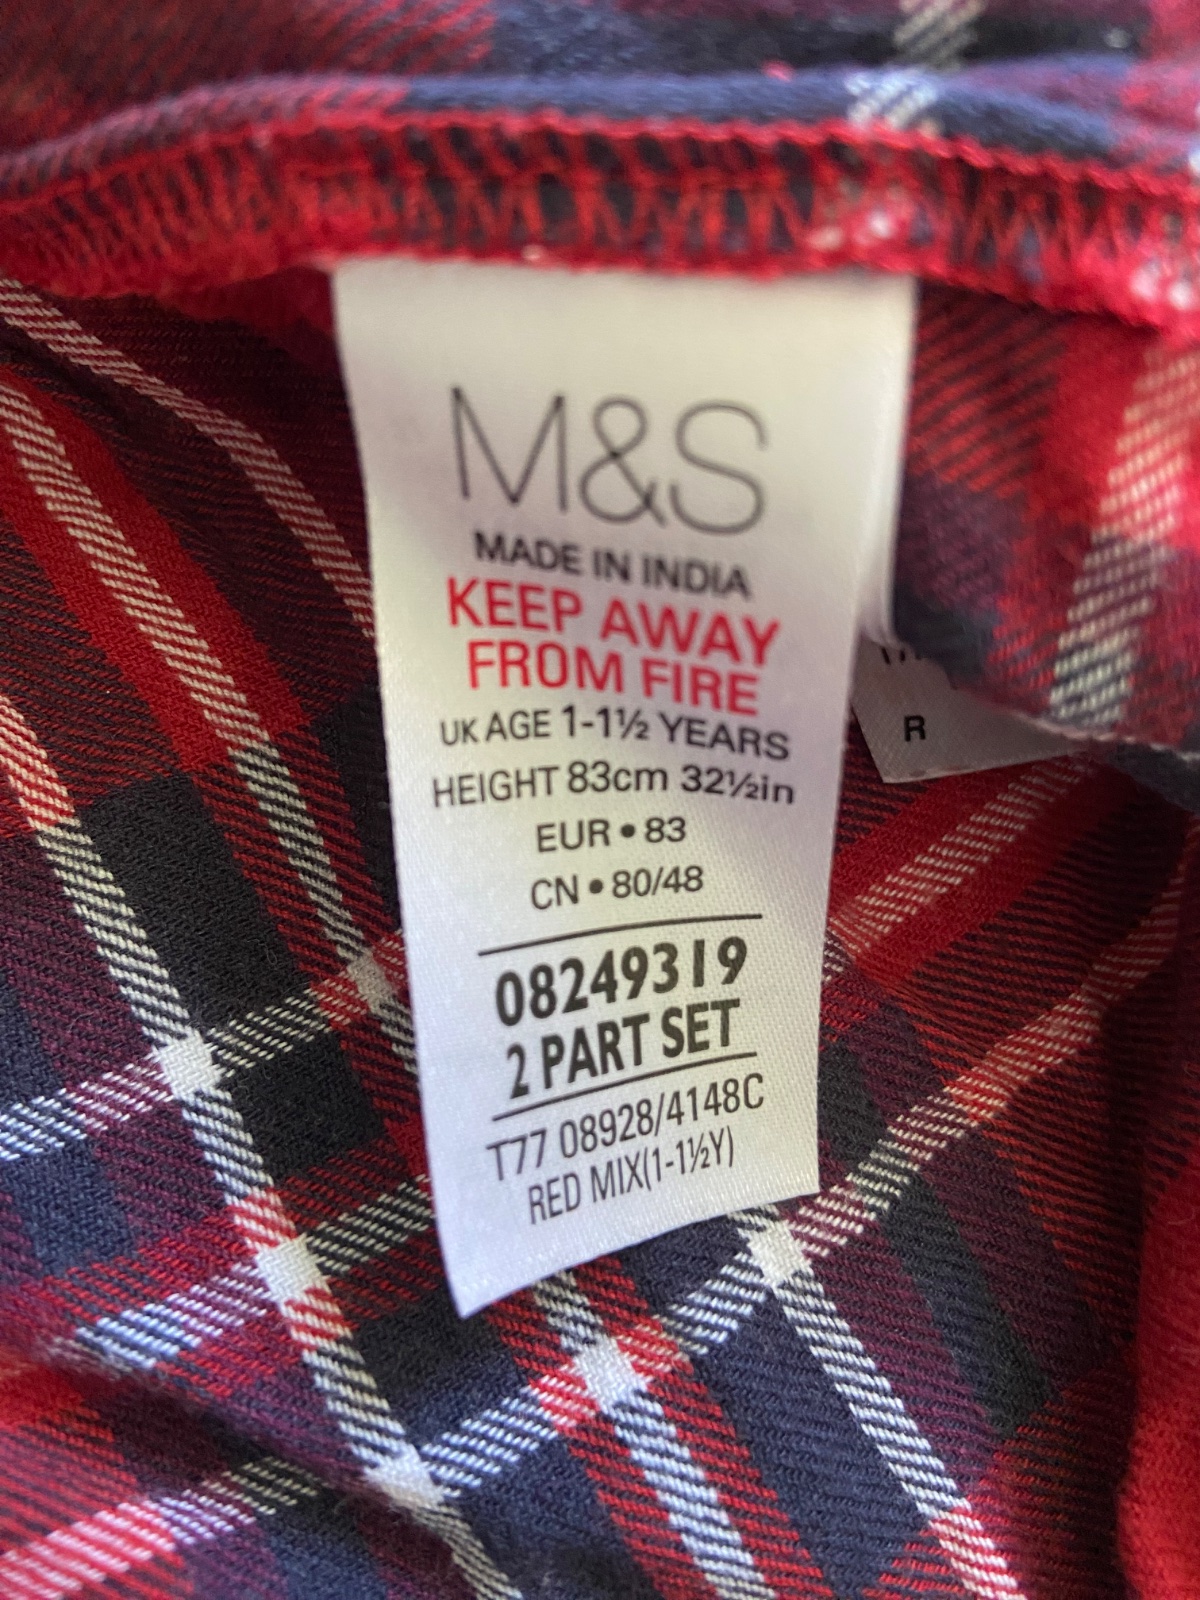 M&S
MADE IN INDIA
KEEP AWAY
FROM FIRE
UK AGE 1-1½ YEARS
HEIGHT 83cm 32½in
EUR • 83
CN • 80/48
08249319
2 PART SET
T77 08928/4148C
RED MIX(1-1½Y)
R